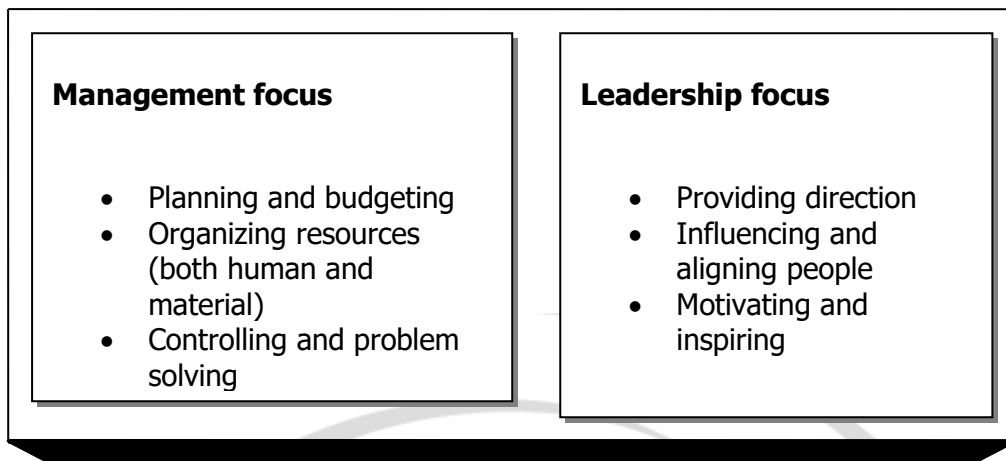 Management focus
• Planning and budgeting
• Organizing resources
(both human and
material)
• Controlling and problem
solving
Leadership focus
• Providing direction
• Influencing and
aligning people
• Motivating and
inspiring